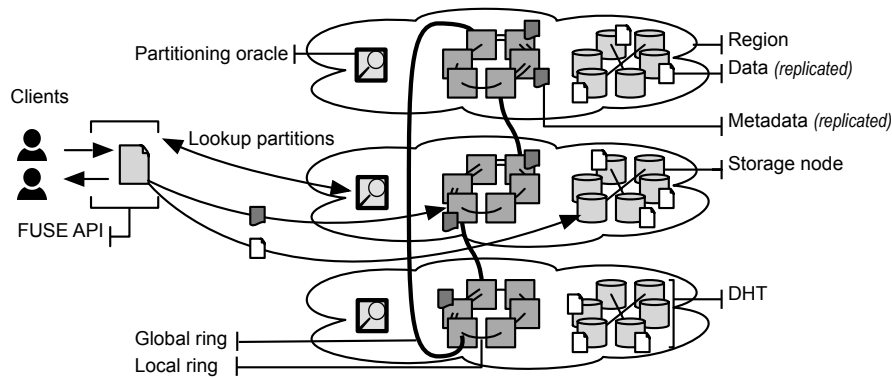 Partitioning oracle
Region
Data (replicated)
Clients
Metadata (replicated)
Lookup partitions
Storage node
FUSE API
DHT
Global ring
Local ring